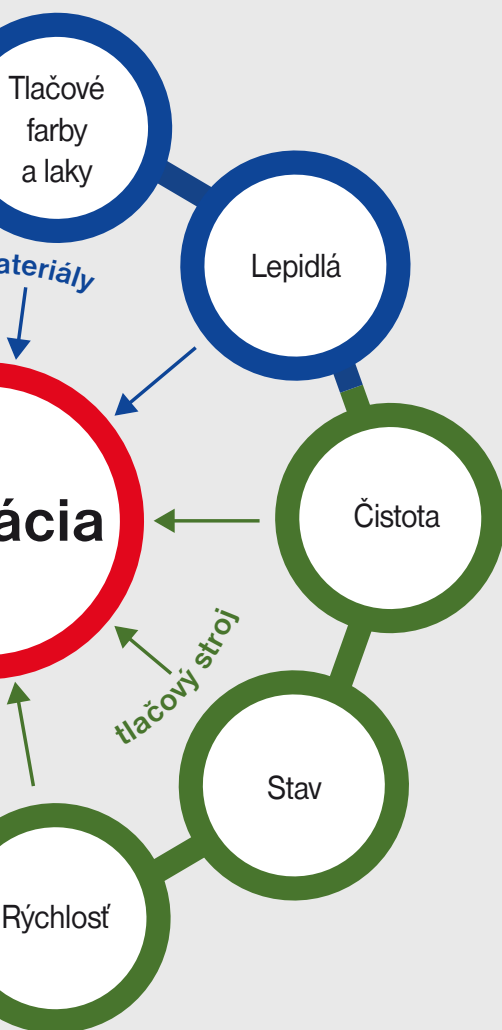 Tlačové
farby
a laky
ateriály
Lepidlá
ácia
Čistota
tlačový stroj
Stav
Rýchlosť